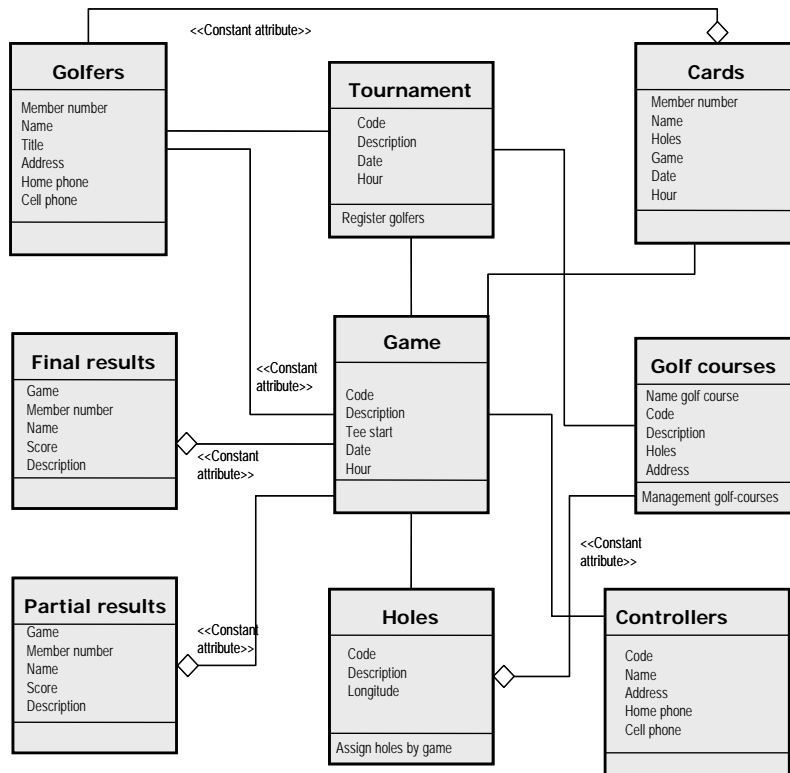 <<Constant attribute>>
Golfers
Member number
Name
Title
Address
Home phone
Cell phone
Tournament
Code
Description
Date
Hour
Register golfers
Cards
Member number
Name
Holes
Game
Date
Hour
Final results
Game
Member number
Name
Score
Description
<<Constant
attribute>>
<<Constant
attribute>>
Game
Code
Description
Tee start
Date
Hour
Golf courses
Name golf course
Code
Description
Holes
Address
Management golf-courses
<<Constant
attribute>>
Partial results
Game
Member number
Name
Score
Description
<<Constant
attribute>>
Holes
Code
Description
Longitude
Assign holes by game
Controllers
Code
Name
Address
Home phone
Cell phone